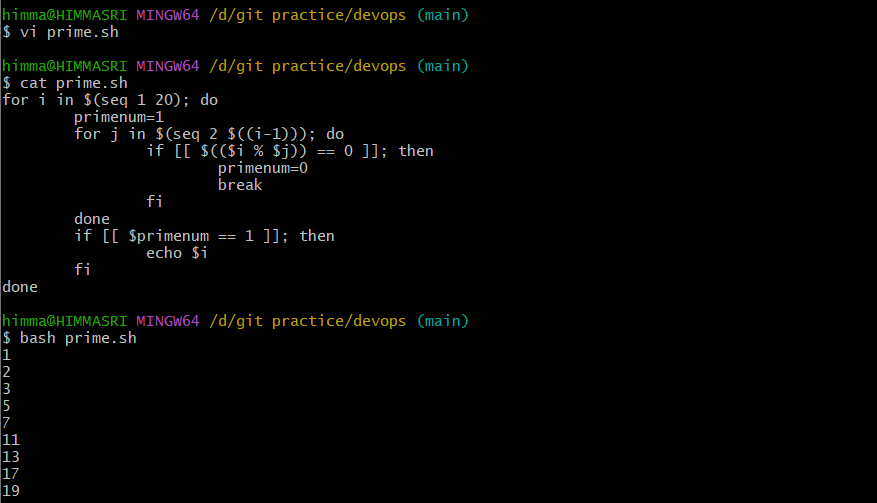 himma@HIMMASRI MINGW64 /d/git practice/devops (main)
$ vi prime.sh

himma@HIMMASRI MINGW64 /d/git practice/devops (main)
$ cat prime.sh
for i in $(seq 1 20); do
        primenum=1
        for j in $(seq 2 $((i-1))); do
                if [[ $(($i % $j)) == 0 ]]; then
                        primenum=0
                        break
                fi
        done
        if [[ $primenum == 1 ]]; then
                echo $i
        fi
done

himma@HIMMASRI MINGW64 /d/git practice/devops (main)
$ bash prime.sh
1
2
3
5
7
11
13
17
19